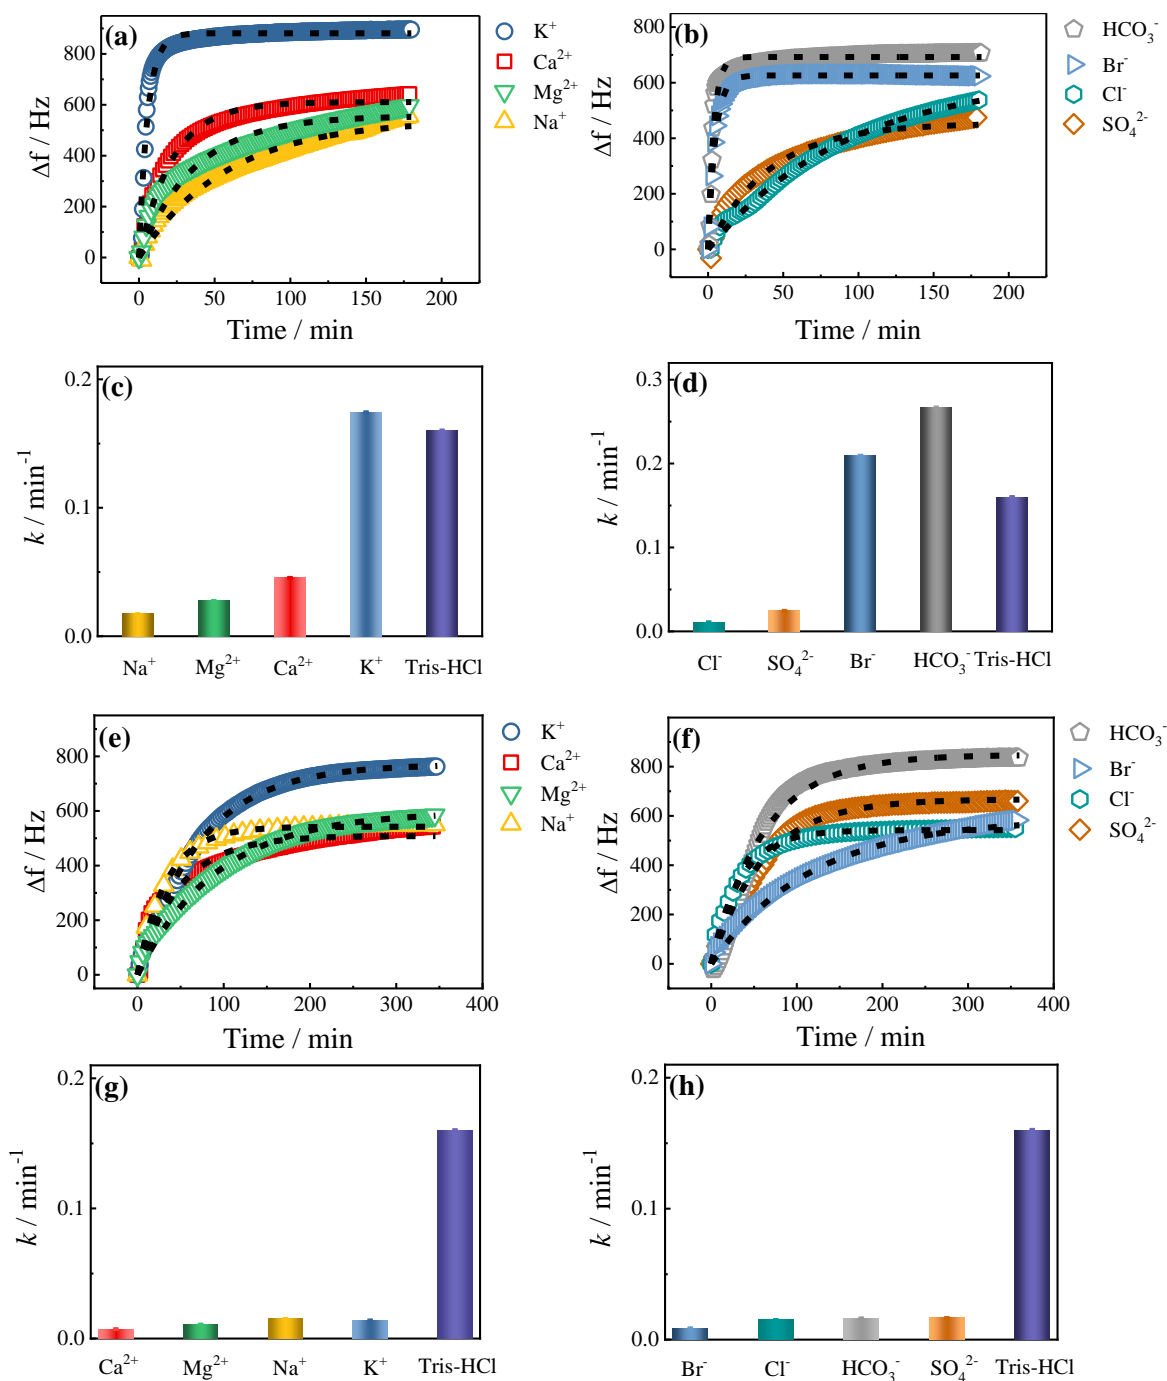 (a)
Δf / Hz
800
600
400
200
0
0 50 100 150 200
Time / min
K⁺
Ca²⁺
Mg²⁺
Na⁺
(b)
Δf / Hz
800
600
400
200
0
0 50 100 150 200
Time / min
HCO₃⁻
Br⁻
Cl⁻
SO₄²⁻
(c)
k / min⁻¹
0.2
0.1
0.0
Na⁺ Mg²⁺ Ca²⁺ K⁺ Tris-HCl
(d)
k / min⁻¹
0.3
0.2
0.1
0.0
Cl⁻ SO₄²⁻ Br⁻ HCO₃⁻ Tris-HCl
(e)
Δf / Hz
800
600
400
200
0
0 100 200 300 400
Time / min
K⁺
Ca²⁺
Mg²⁺
Na⁺
(f)
Δf / Hz
800
600
400
200
0
0 100 200 300 400
Time / min
HCO₃⁻
Br⁻
Cl⁻
SO₄²⁻
(g)
k / min⁻¹
0.2
0.1
0.0
Ca²⁺ Mg²⁺ Na⁺ K⁺ Tris-HCl
(h)
k / min⁻¹
0.2
0.1
0.0
Br⁻ Cl⁻ HCO₃⁻ SO₄²⁻ Tris-HCl